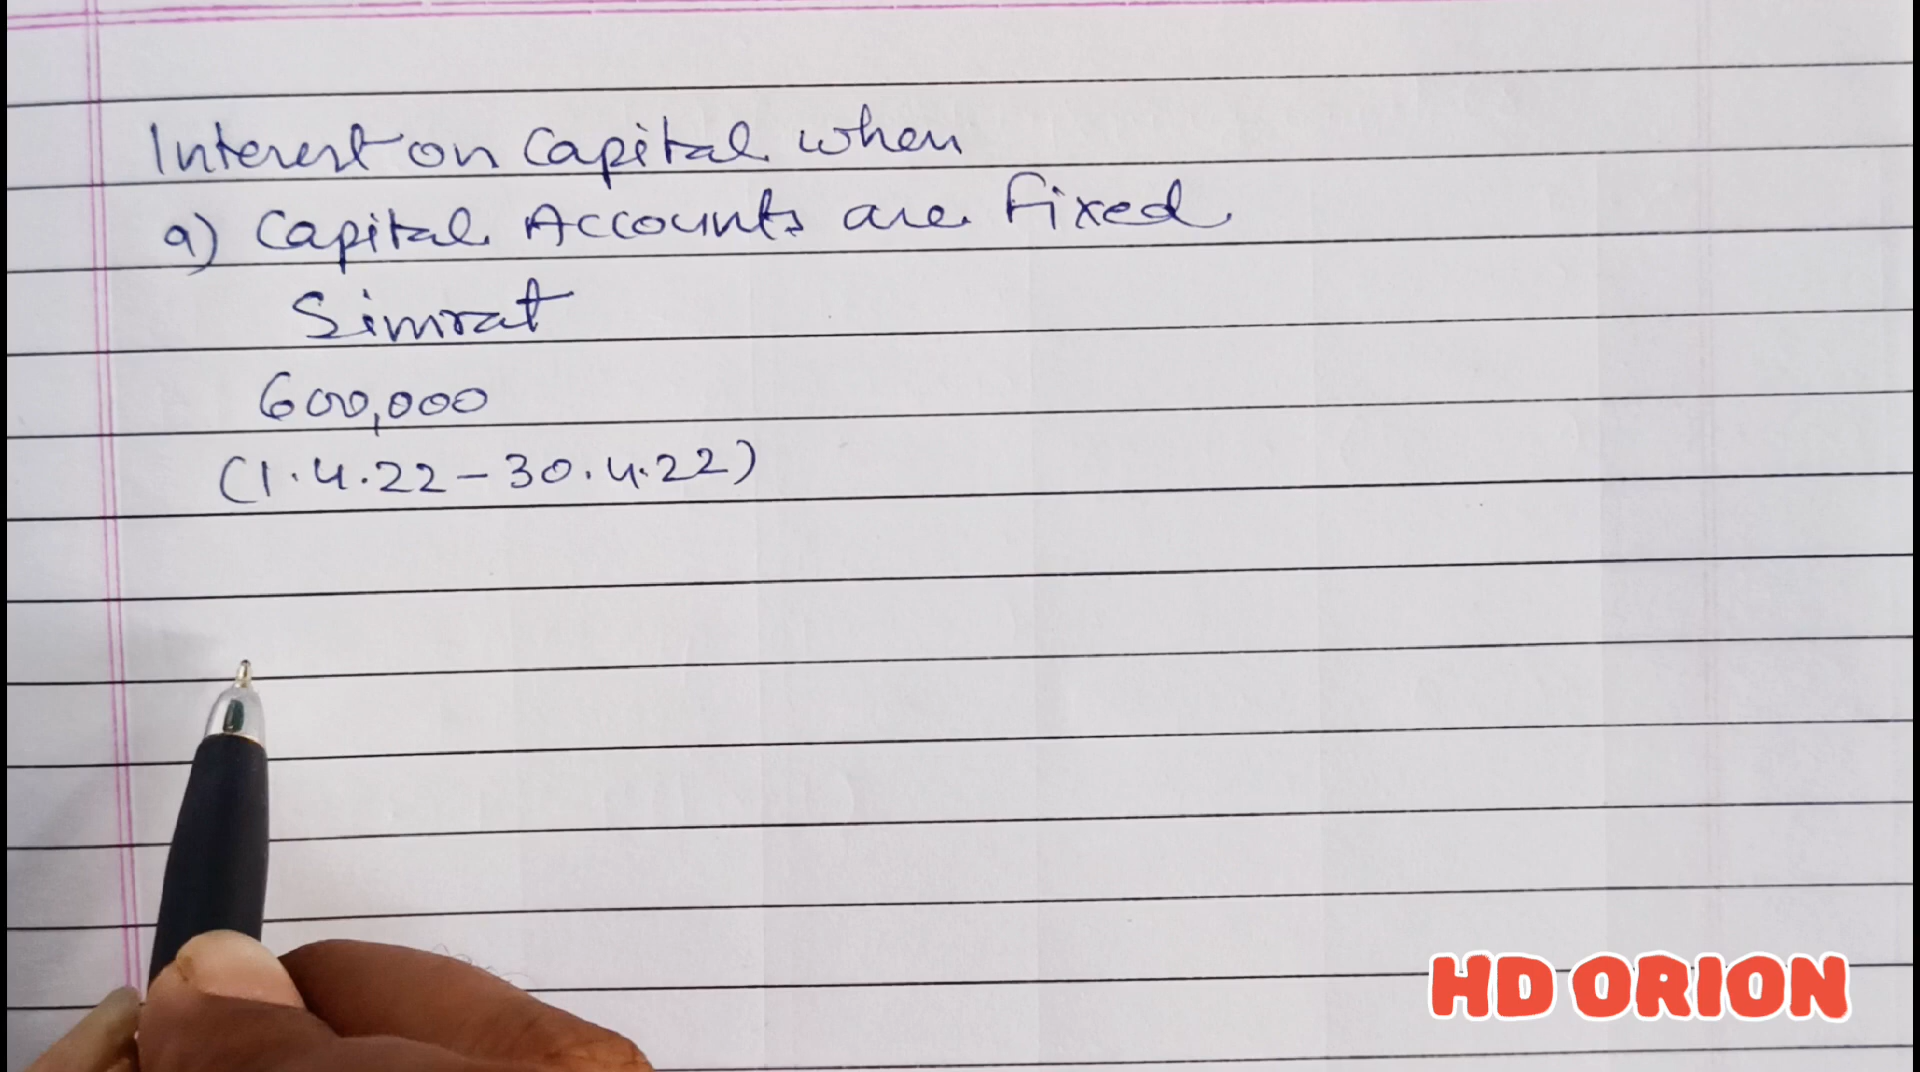 Interest on Capital when
a) Capital Accounts are Fixed
Simrat
600,000
(1.4.22-30.4.22)
HD ORION